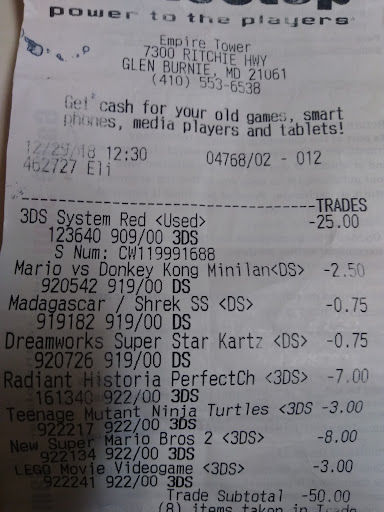 power to the players
Empire Tower
7300 RITCHIE HWY
GLEN BURNIE, MD 21061
(410) 553-6538
Get cash for your old games, smart
phones, media players and tablets!
12/29/18 12:30 04768/02 - 012
462727 Eli
TRADES
3DS System Red <Used> -25.00
123640 909/00 3DS
S Num: CW119991688
Mario vs Donkey Kong Minilan<DS> -2.50
920542 919/00 DS
Madagascar / Shrek SS <DS> -0.75
919182 919/00 DS
Dreamworks Super Star Kartz <DS> -0.75
920726 919/00 DS
Radiant Historia PerfectCh <3DS> -7.00
161340 922/00 3DS
Teenage Mutant Ninja Turtles <3DS -3.00
922217 922/00 3DS
New Super Mario Bros 2 <3DS> -8.00
922134 922/00 3DS
LEGO Movie Videogame <3DS> -3.00
922241 922/00 3DS
Trade Subtotal -50.00
(8) items taken in Trade